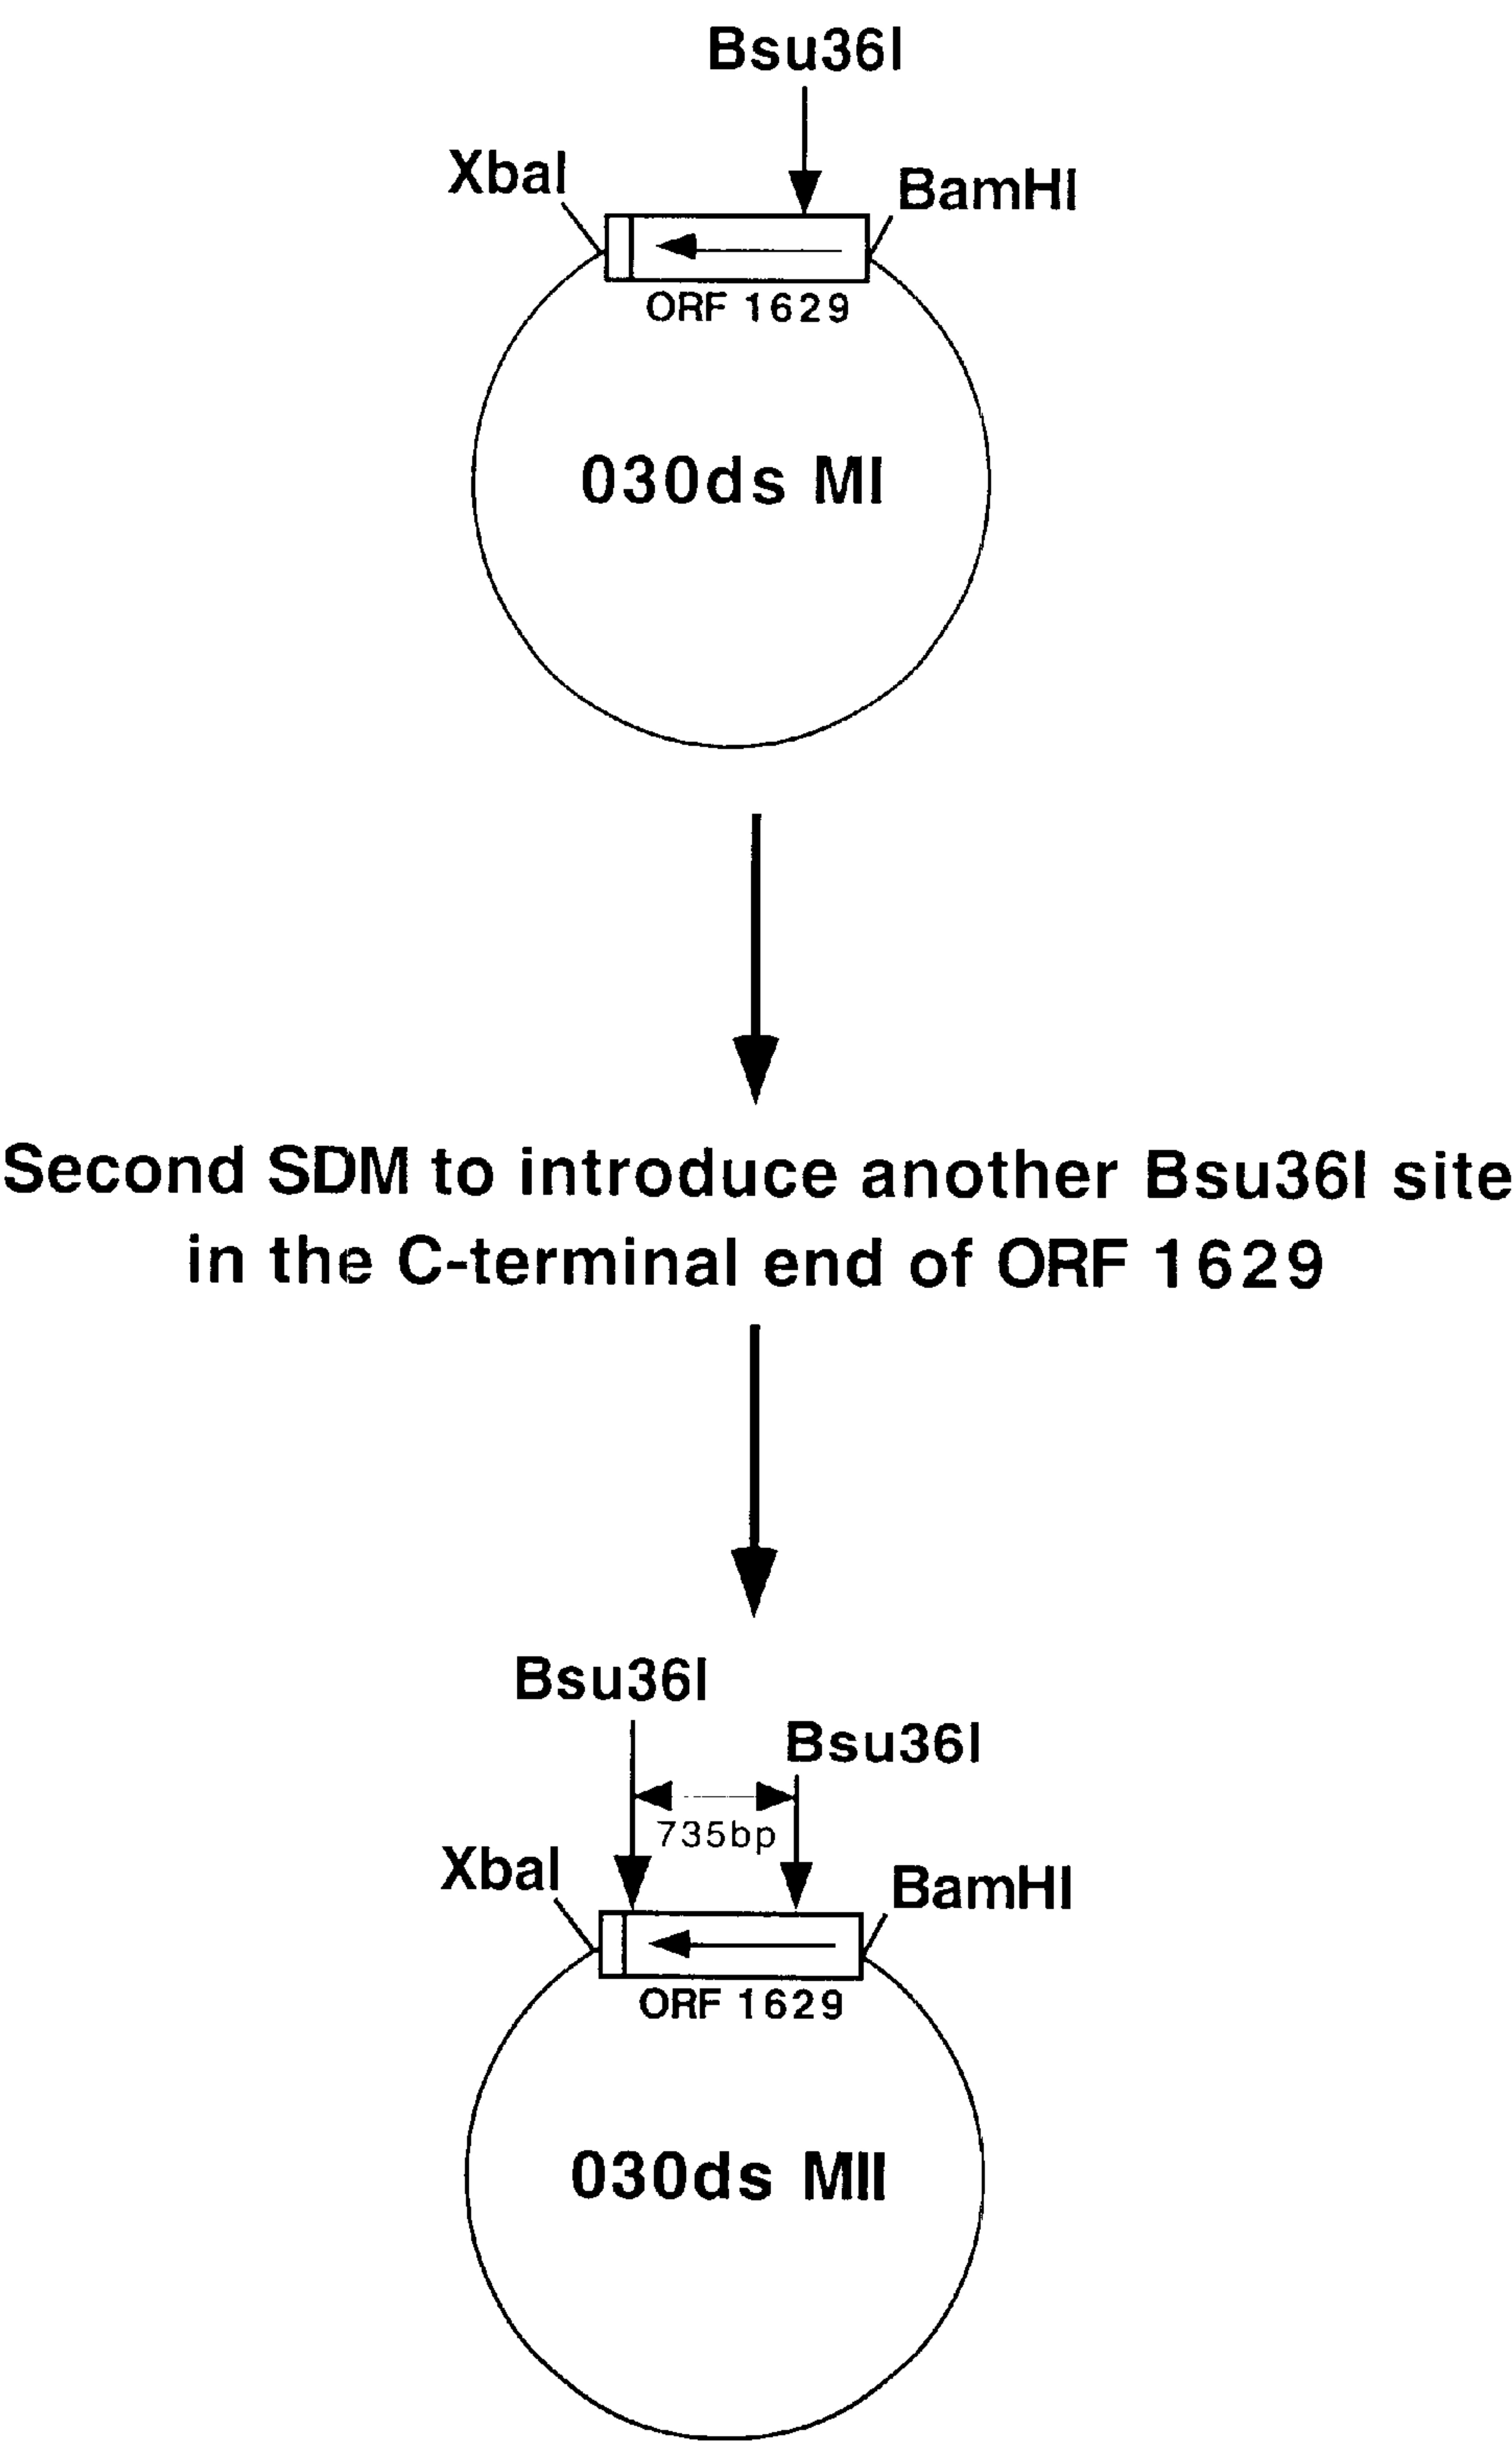 Bsu36I
XbaI
BamHI
ORF 1629
030ds MI
Second SDM to introduce another Bsu36I site
in the C-terminal end of ORF 1629
Bsu36I
Bsu36I
735bp
XbaI
BamHI
ORF 1629
030ds MII